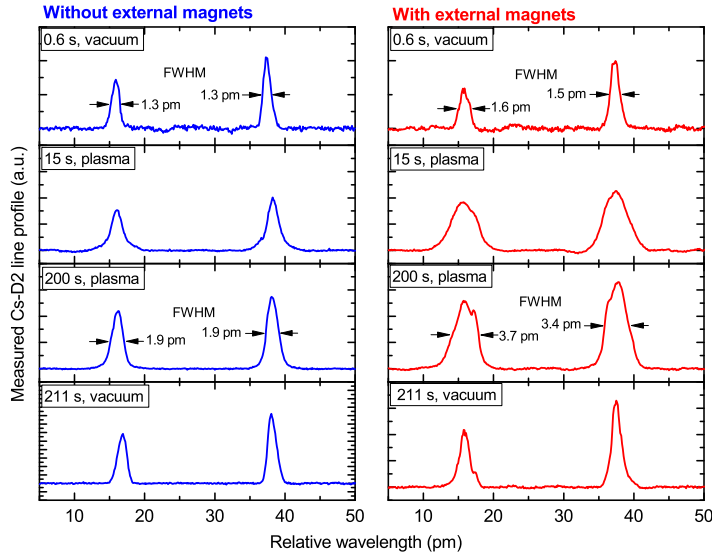 Without external magnets
With external magnets
0.6 s, vacuum
FWHM
1.3 pm
1.3 pm
0.6 s, vacuum
FWHM
1.6 pm
1.5 pm
15 s, plasma
15 s, plasma
200 s, plasma
FWHM
1.9 pm
1.9 pm
200 s, plasma
FWHM
3.7 pm
3.4 pm
211 s, vacuum
211 s, vacuum
10 20 30 40 50
10 20 30 40 50
Relative wavelength (pm)
Measured Cs-D2 line profile (a.u.)